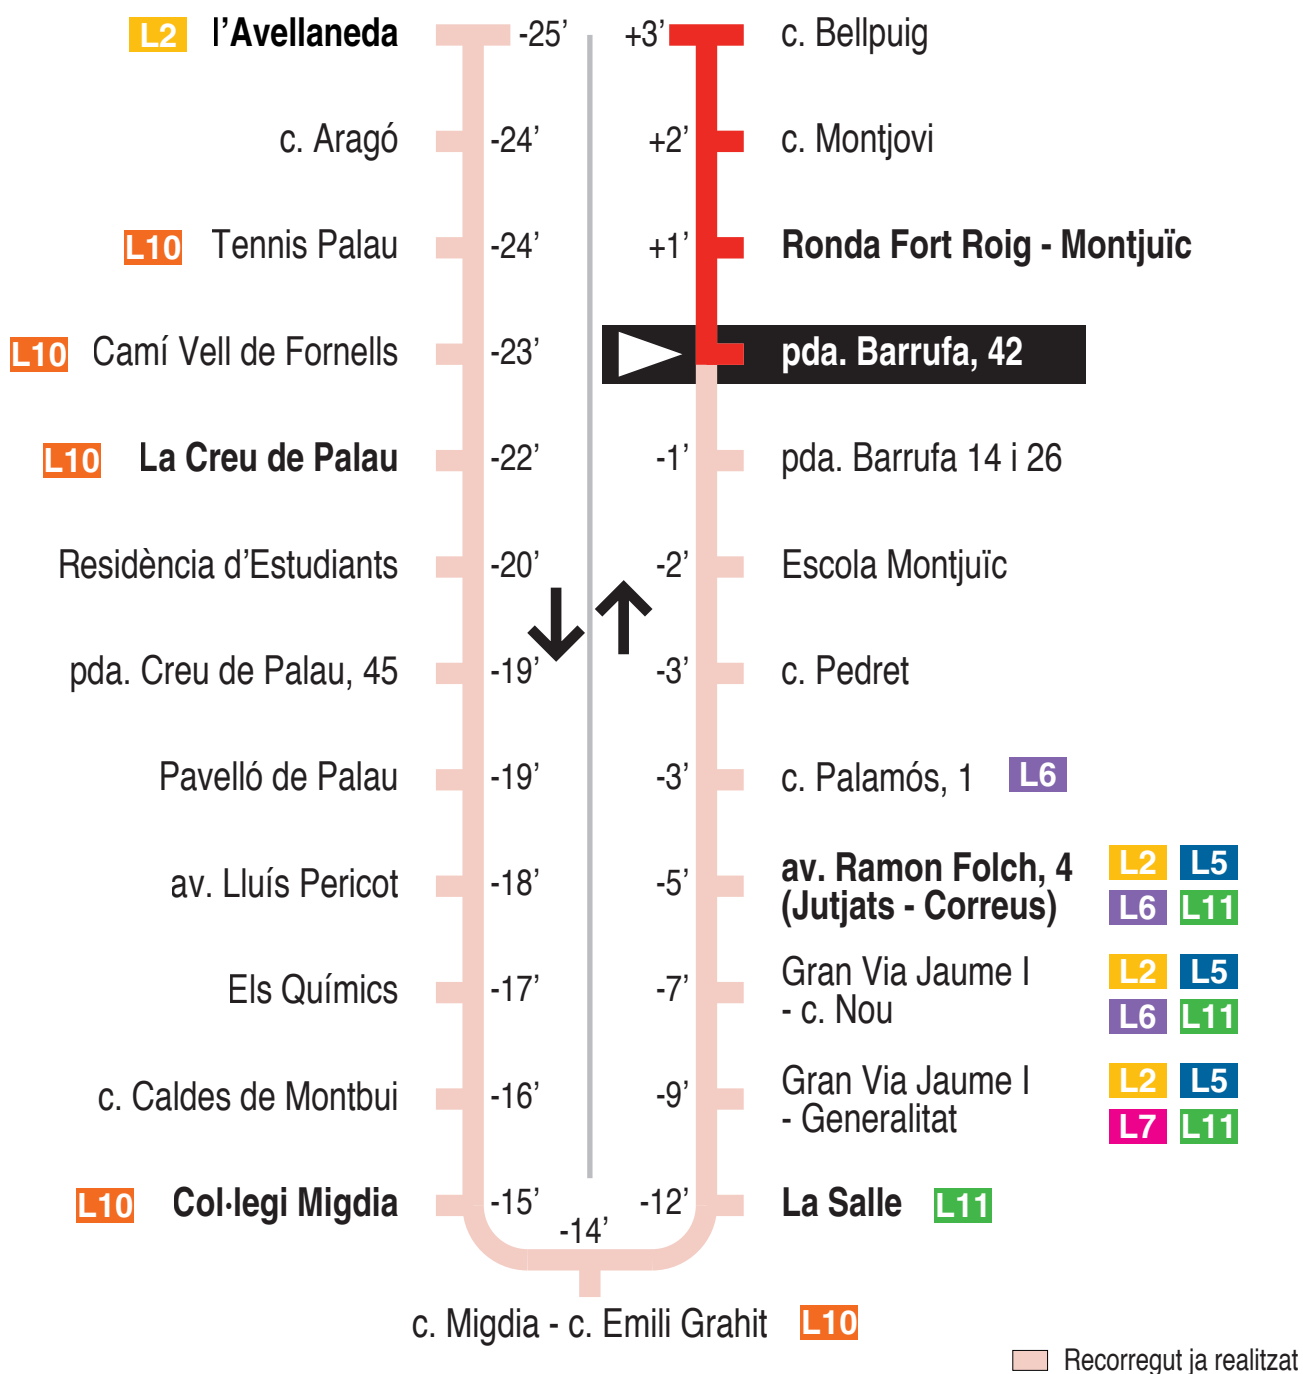 L2 l’Avellaneda -25’
c. Aragó -24’
L10 Tennis Palau -24’
L10 Camí Vell de Fornells -23’
L10 La Creu de Palau -22’
Residència d’Estudiants -20’
pda. Creu de Palau, 45 -19’
Pavelló de Palau -19’
av. Lluís Pericot -18’
Els Químics -17’
c. Caldes de Montbui -16’
L10 Col·legi Migdia -15’
-14’
c. Migdia - c. Emili Grahit L10
+3’ c. Bellpuig
+2’ c. Montjovi
+1’ Ronda Fort Roig - Montjuïc
pda. Barrufa, 42
-1’ pda. Barrufa 14 i 26
-2’ Escola Montjuïc
-3’ c. Pedret
-3’ c. Palamós, 1 L6
-5’ av. Ramon Folch, 4 L2 L5
(Jutjats - Correus) L6 L11
-7’ Gran Via Jaume I L2 L5
- c. Nou L6 L11
-9’ Gran Via Jaume I L2 L5
- Generalitat L7 L11
-12’ La Salle L11
Recorregut ja realitzat